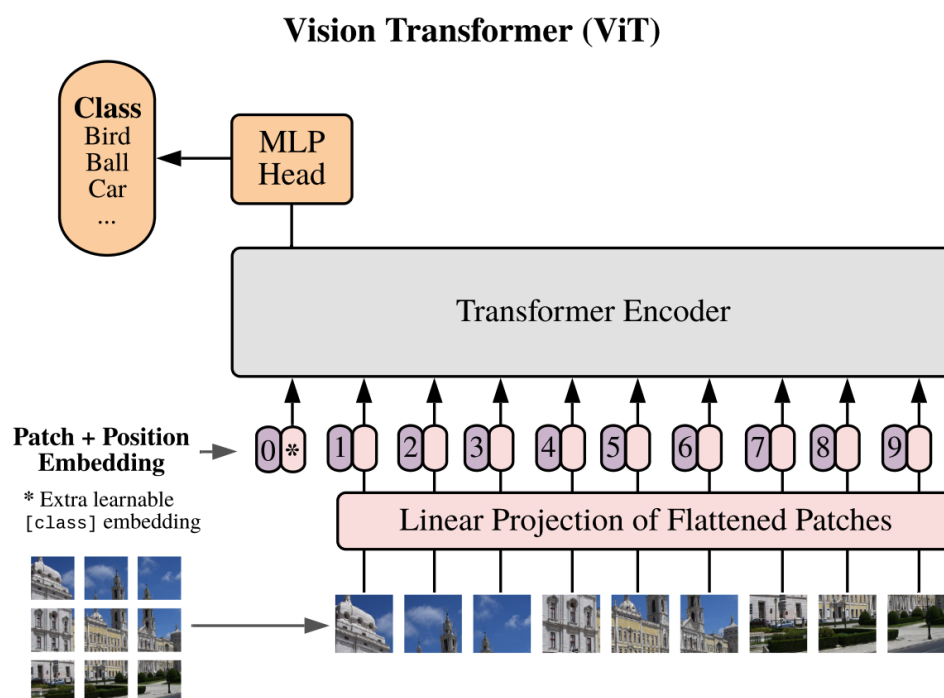 Vision Transformer (ViT)
Class
Bird
Ball
Car
...
MLP
Head
Transformer Encoder
Patch + Position
Embedding
0 * 1 2 3 4 5 6 7 8 9
* Extra learnable
[class] embedding
Linear Projection of Flattened Patches